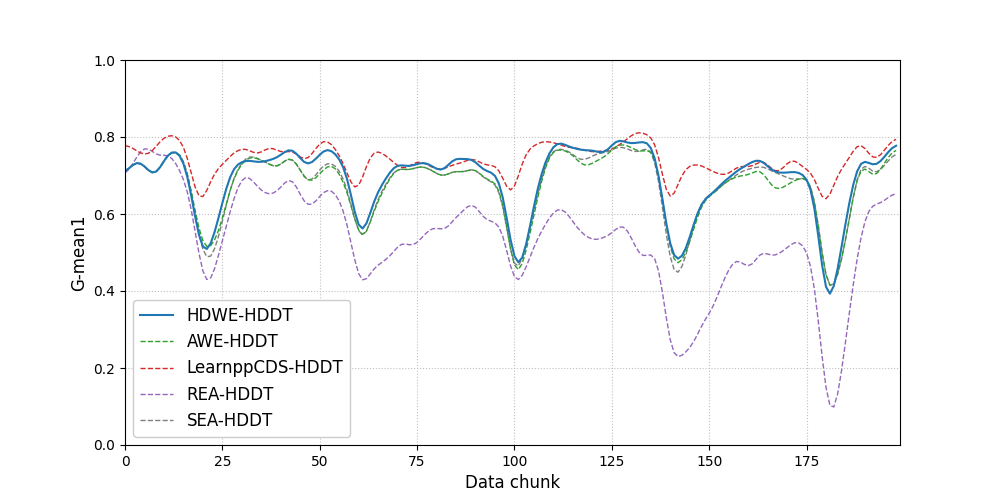 1.0
0.8
0.6
0.4
0.2
0.0
G-mean1
HDWE-HDDT
AWE-HDDT
LearnppCDS-HDDT
REA-HDDT
SEA-HDDT
0 25 50 75 100 125 150 175
Data chunk